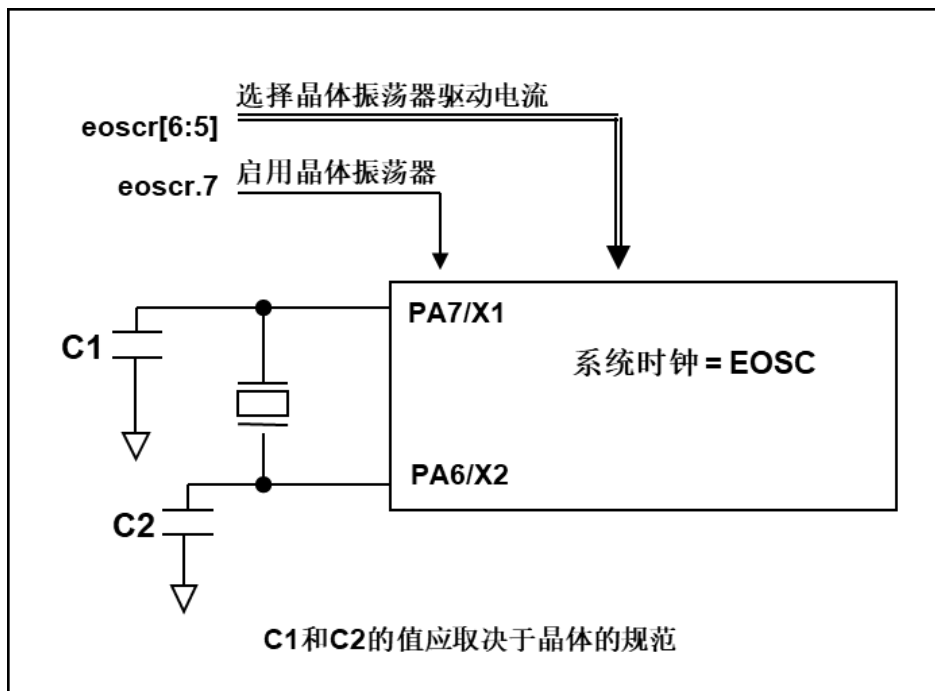 选择晶体振荡器驱动电流
eoscr[6:5]
启用晶体振荡器
eoscr.7
PA7/X1
C1
系统时钟 = EOSC
PA6/X2
C2
C1和C2的值应取决于晶体的规范